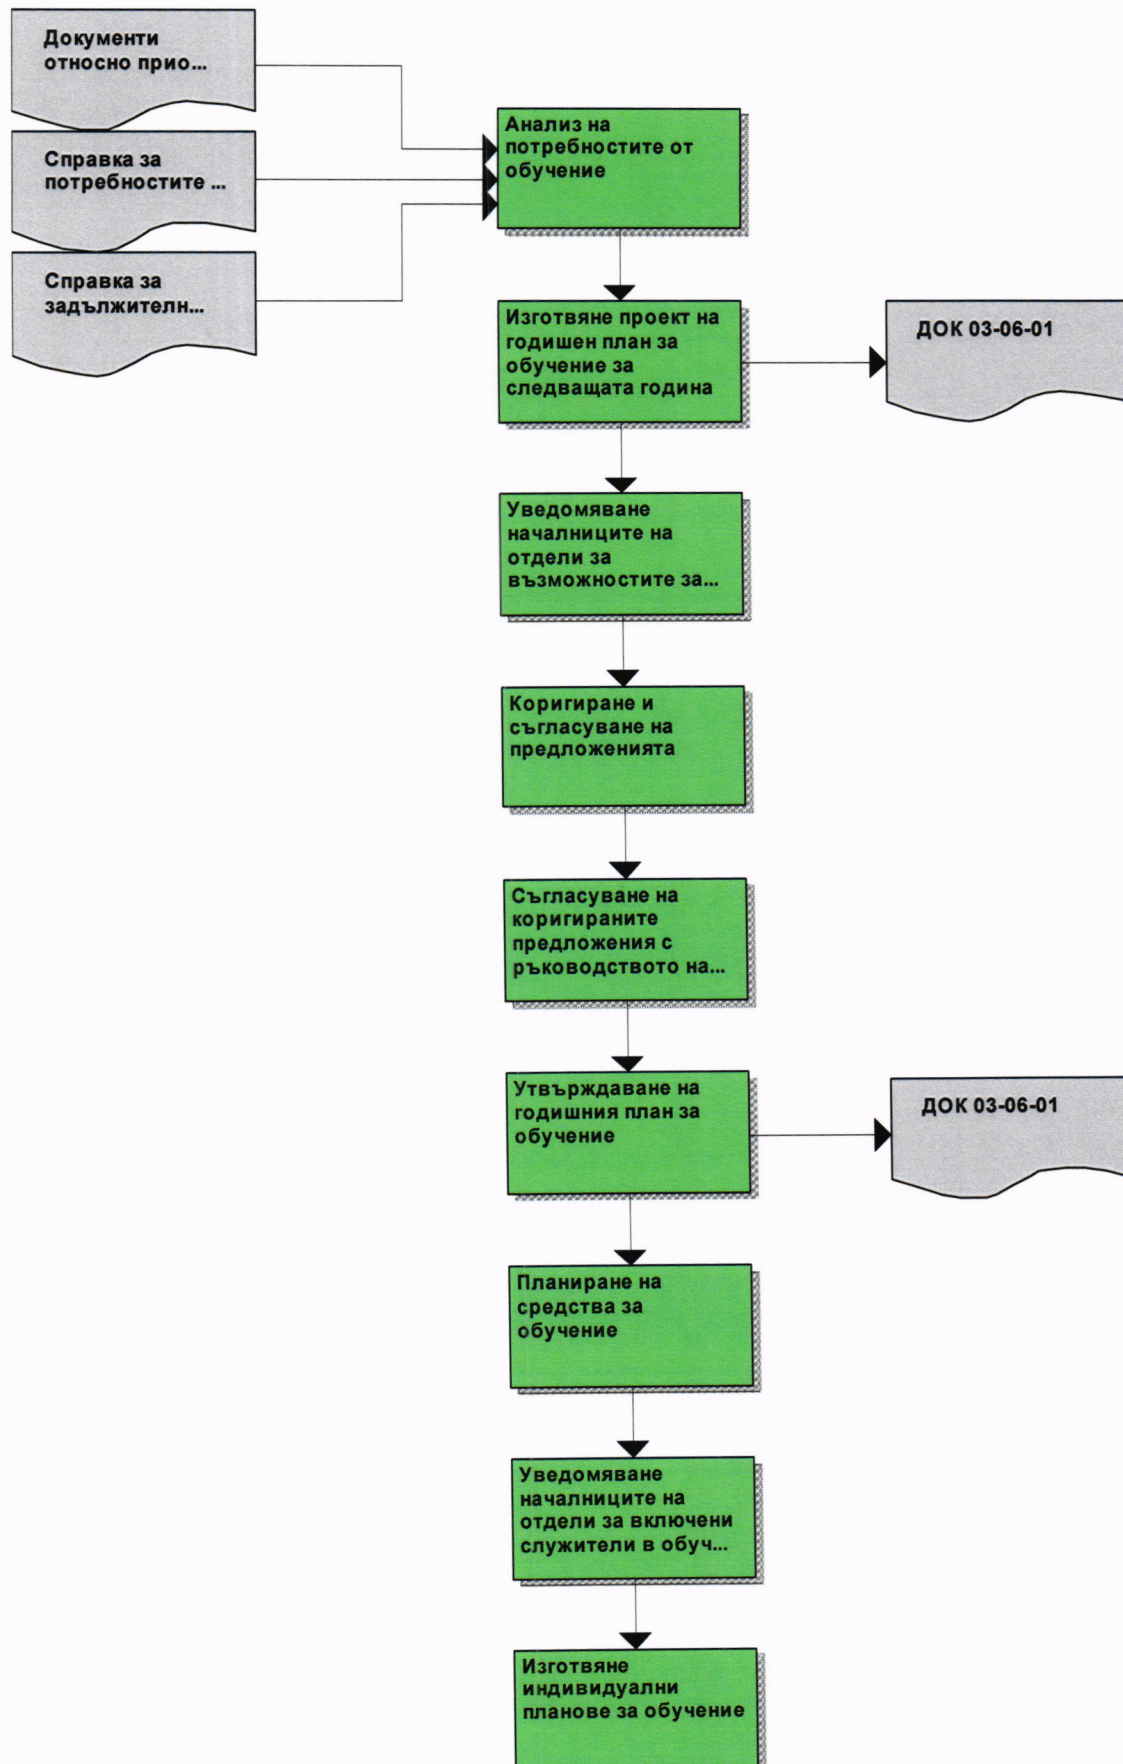 Документи
относно прио...
Справка за
потребностите ...
Справка за
задължителн...
Анализ на
потребностите от
обучение
Изготвяне проект на
годишен план за
обучение за
следващата година
ДОК 03-06-01
Уведомяване
началниците на
отдели за
възможностите за...
Коригиране и
съгласуване на
предложенията
Съгласуване на
коригираните
предложения с
ръководството на...
Утвърждаване на
годишния план за
обучение
ДОК 03-06-01
Планиране на
средства за
обучение
Уведомяване
началниците на
отдели за включени
служители в обуч...
Изготвяне
индивидуални
планове за обучение